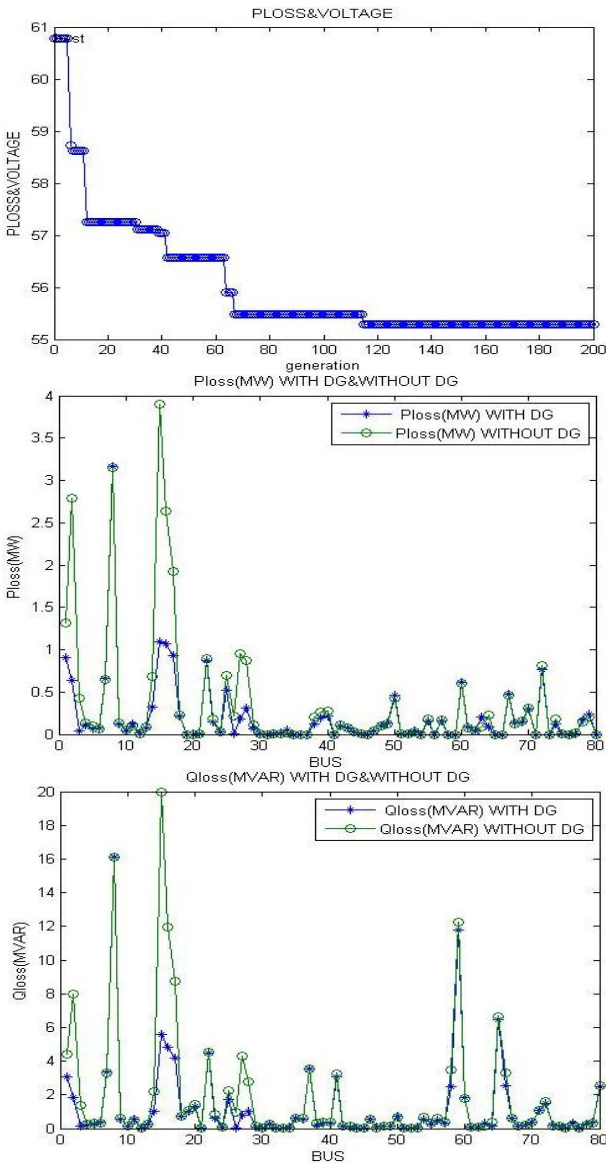 PLOSS&VOLTAGE
61
60
59
58
57
56
55
PLOSS&VOLTAGE
0 20 40 60 80 100 120 140 160 180 200
generation
Ploss(MW) WITH DG&WITHOUT DG
4
3.5
3
2.5
2
1.5
1
0.5
0
Ploss(MW)
Ploss(MW) WITH DG
Ploss(MW) WITHOUT DG
0 10 20 30 40 50 60 70 80
BUS
Qloss(MVAR) WITH DG&WITHOUT DG
20
18
16
14
12
10
8
6
4
2
0
Qloss(MVAR)
Qloss(MVAR) WITH DG
Qloss(MVAR) WITHOUT DG
0 10 20 30 40 50 60 70 80
BUS